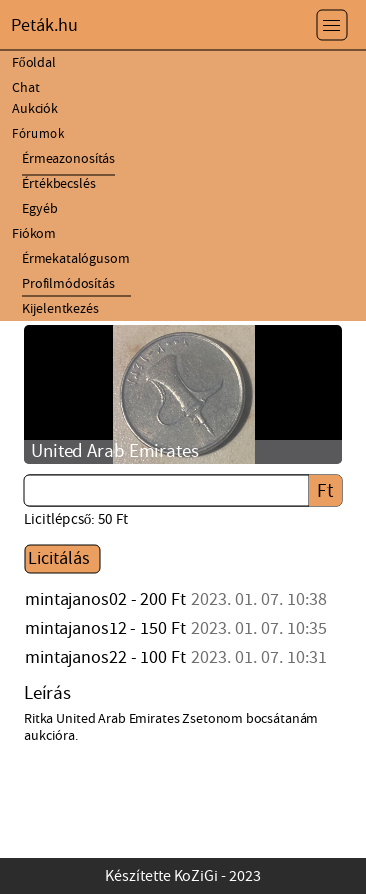 Peták.hu
Főoldal
Chat
Aukciók
Fórumok
Érmeazonosítás
Értékbecslés
Egyéb
Fiókom
Érmekatalógusom
Profilmódosítás
Kijelentkezés
United Arab Emirates
Ft
Licitlépcső: 50 Ft
Licitálás
mintajanos02 - 200 Ft 2023. 01. 07. 10:38
mintajanos12 - 150 Ft 2023. 01. 07. 10:35
mintajanos22 - 100 Ft 2023. 01. 07. 10:31
Leírás
Ritka United Arab Emirates Zsetonom bocsátanám
aukcióra.
Készítette KoZiGi - 2023